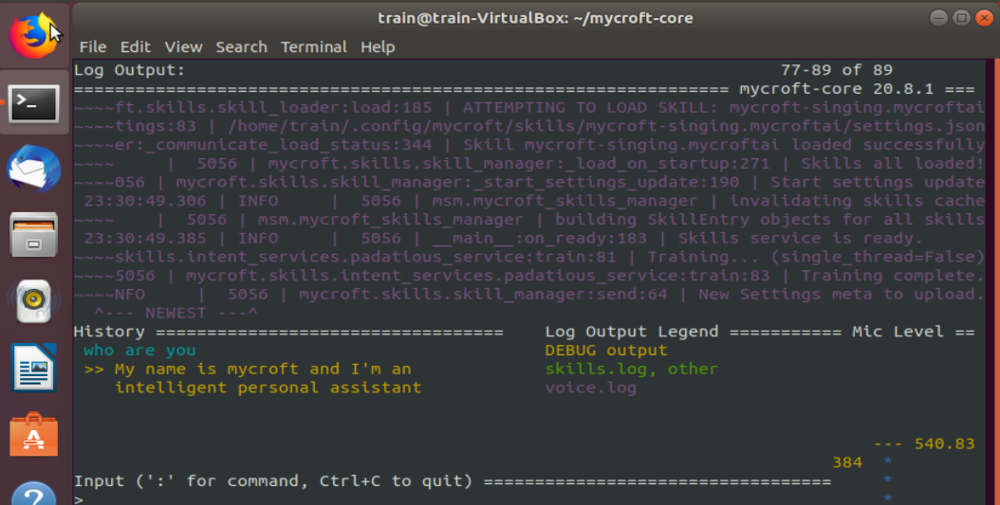 train@train-VirtualBox: ~/mycroft-core
File Edit View Search Terminal Help
Log Output: 77-89 of 89
================================================================ mycroft-core 20.8.1 ===
~~~~ft.skills.skill_loader:load:185 | ATTEMPTING TO LOAD SKILL: mycroft-singing.mycroftai
~~~~tings:83 | /home/train/.config/mycroft/skills/mycroft-singing.mycroftai/settings.json
~~~~er:_communicate_load_status:344 | Skill mycroft-singing.mycroftai loaded successfully
~~~~ | 5056 | mycroft.skills.skill_manager:_load_on_startup:271 | Skills all loaded!
~~~~056 | mycroft.skills.skill_manager:_start_settings_update:190 | Start settings update
23:30:49.306 | INFO | 5056 | msm.mycroft_skills_manager | invalidating skills cache
~~~~ | 5056 | msm.mycroft_skills_manager | building SkillEntry objects for all skills
23:30:49.385 | INFO | 5056 | __main__:on_ready:183 | Skills service is ready.
~~~~skills.intent_services.padatious_service:train:81 | Training... (single_thread=False)
~~~~5056 | mycroft.skills.intent_services.padatious_service:train:83 | Training complete.
~~~~NFO | 5056 | mycroft.skills.skill_manager:send:64 | New Settings meta to upload.
^--- NEWEST ---^
History ================================== Log Output Legend =========== Mic Level ==
who are you DEBUG output
>> My name is mycroft and I'm an skills.log, other
intelligent personal assistant voice.log
--- 540.83
384 *
Input (':' for command, Ctrl+C to quit) ================================== *
> *